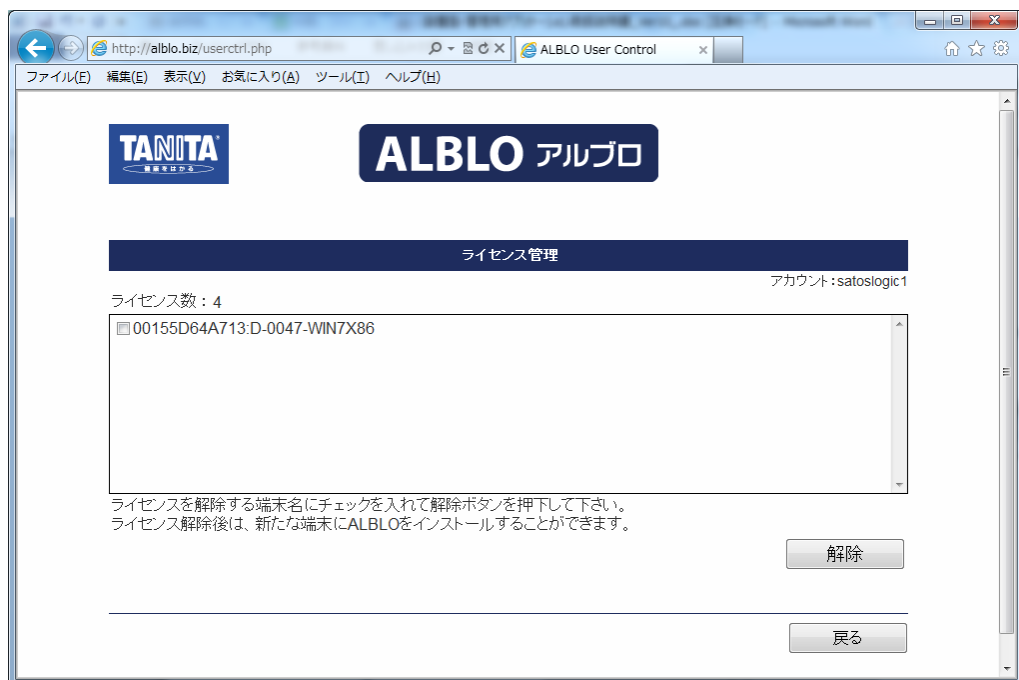 http://alblo.biz/userctrl.php
ALBLO User Control
ファイル(F) 編集(E) 表示(V) お気に入り(A) ツール(T) ヘルプ(H)
TANITA
健康をはかる
ALBLO アルブロ
ライセンス管理
アカウント:satoslogic1
ライセンス数：4
00155D64A713:D-0047-WIN7X86
ライセンスを解除する端末名にチェックを入れて解除ボタンを押下して下さい。
ライセンス解除後は、新たな端末にALBLOをインストールすることができます。
解除
戻る